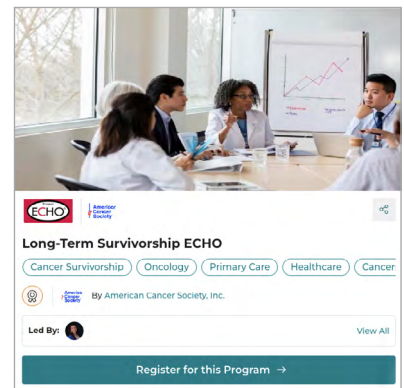 ECHO
American
Cancer
Society
Long-Term Survivorship ECHO
Cancer Survivorship
Oncology
Primary Care
Healthcare
Cancer
American
Cancer
Society
By American Cancer Society, Inc.
Led By:
View All
Register for this Program →